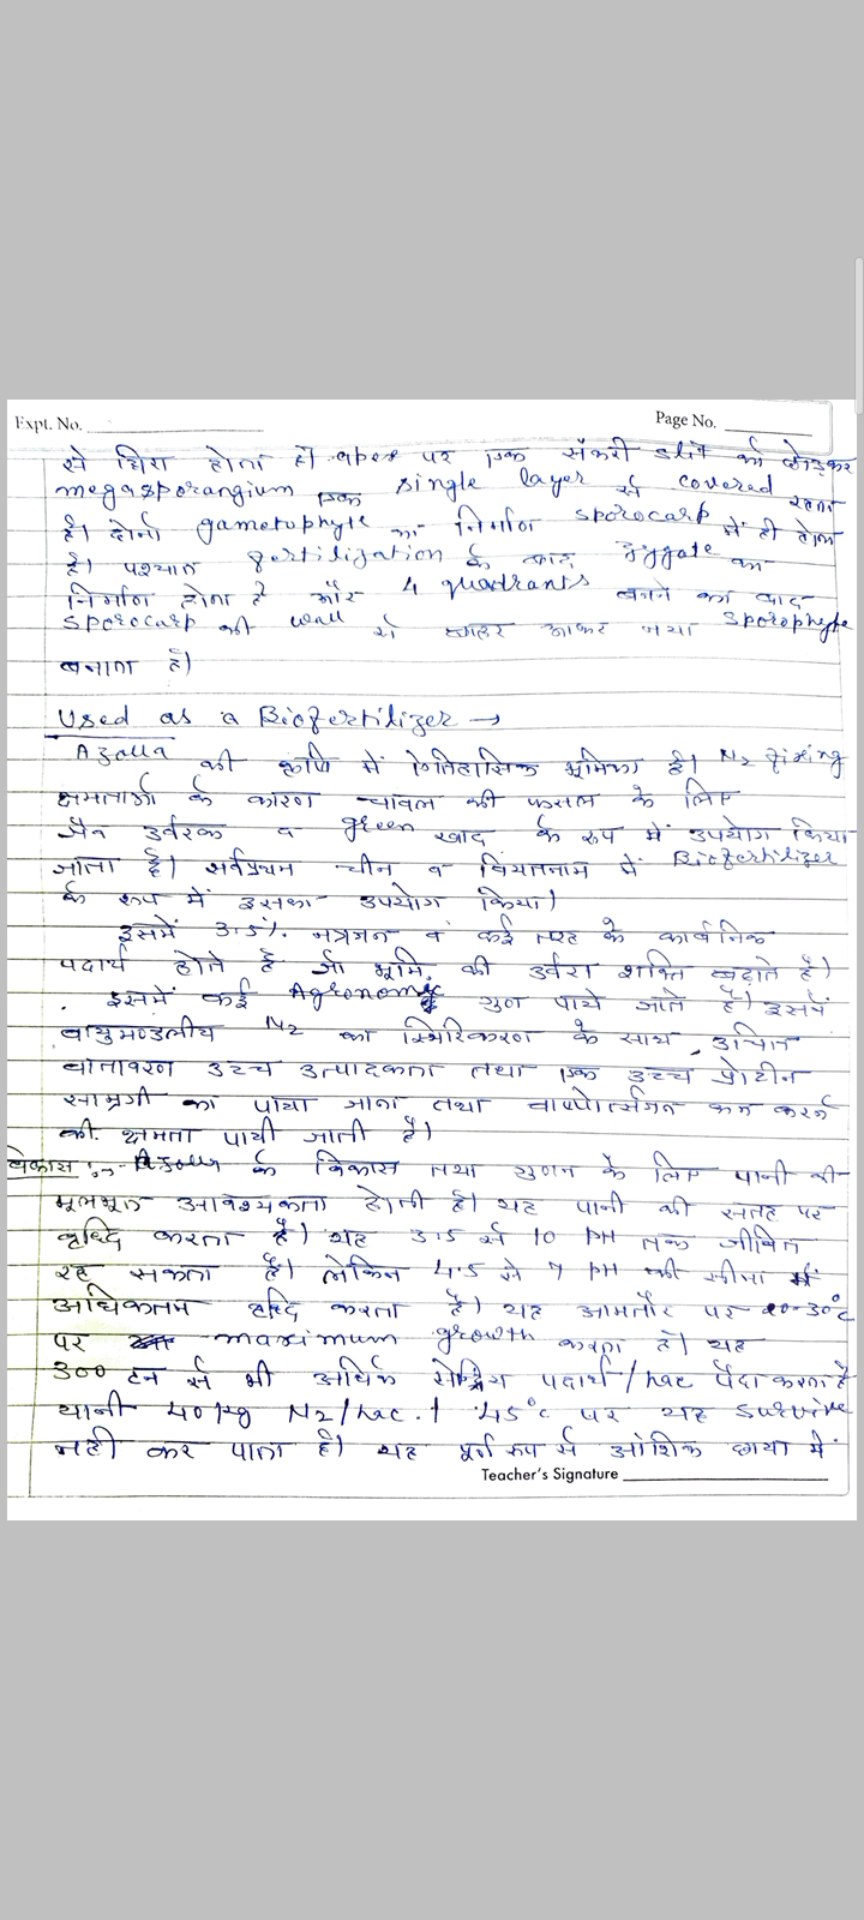 Expt. No.
Page No.
से घिरा होता है। apex पर एक संकरी slit को छोड़कर
megasporangium एक single layer से covered रहता
है। दोनो gametophyte का निर्माण sporocarp में ही होता
है। पश्चात fertilization के बाद zygate का
निर्माण होता है और 4 quadrants बनने का बाद
sporocarp की wall से बाहर आकर नया sporophyte
बनाता है।
Used as a Biofertilizer →
Azolla की कृषि में ऐतिहासिक भूमिका है। N2 fixing
क्षमताओ के कारण चावल की फसल के लिए
जैव उर्वरक व green खाद के रूप में उपयोग किया
जाता है। सर्वप्रथम चीन व वियतनाम में Biofertilizer
के रूप में इसका उपयोग किया।
इसमें 3.5%. नत्रजन व कई तरह के कार्बनिक
पदार्थ होते है जो भूमि की उर्वरा शक्ति बढ़ाते है।
इसमें कई Agronomic गुण पाये जाते है। इसमें
वायुमण्डलीय N2 का स्थिरिकरण के साथ, उचित
वातावरण उच्च उत्पादकता तथा एक उच्च प्रोटीन
सामग्री का पाया जाना तथा वाष्पोर्त्सजन कम करने
की क्षमता पायी जाती है।
विकास :- Azolla के विकास तथा गुणन के लिए पानी की
मूलभूत आवश्यकता होती है। यह पानी की सतह पर
वृध्दि करता है। यह 3.5 से 10 PH तक जीवित
रह सकता है। लेकिन 4.5 से 7 PH की सीमा में
अधिकतम वृध्दि करता है। यह आमतौर पर 20-30°c
पर maximum growth करता है। यह
300 टन से भी अधिक सेन्द्रिय पदार्थ/hac पैदा करता है
यानी 40 kg N2/hac.। 45°c पर यह survive
नही कर पाता है। यह पूर्ण रूप से आंशिक छाया में
Teacher's Signature